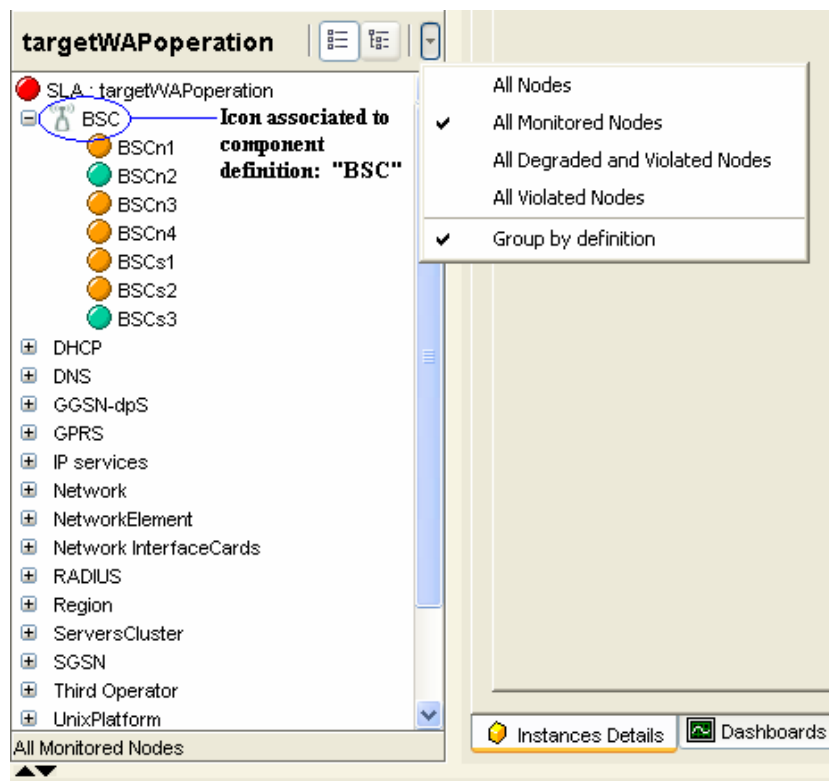 targetWAPoperation
SLA : targetWAPoperation
BSC
Icon associated to
component
definition: "BSC"
BSCn1
BSCn2
BSCn3
BSCn4
BSCs1
BSCs2
BSCs3
DHCP
DNS
GGSN-dpS
GPRS
IP services
Network
NetworkElement
Network InterfaceCards
RADIUS
Region
ServersCluster
SGSN
Third Operator
UnixPlatform
All Monitored Nodes
All Nodes
All Monitored Nodes
All Degraded and Violated Nodes
All Violated Nodes
Group by definition
Instances Details
Dashboards